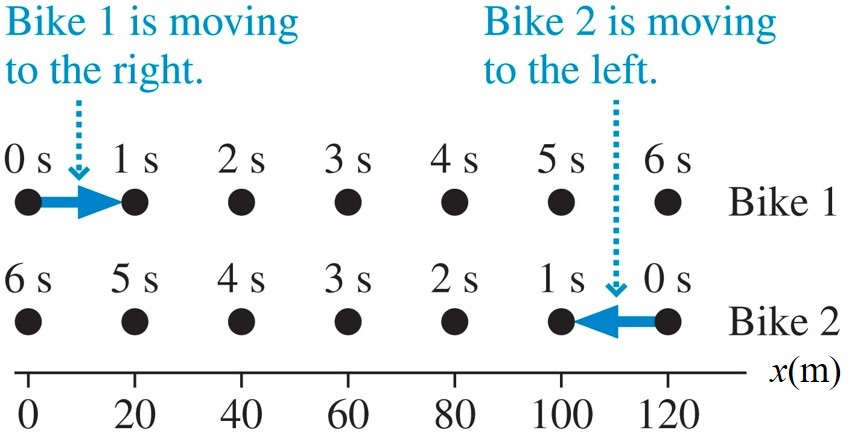 Bike 1 is moving
to the right.
Bike 2 is moving
to the left.
0 s 1 s 2 s 3 s 4 s 5 s 6 s
Bike 1
6 s 5 s 4 s 3 s 2 s 1 s 0 s
Bike 2
x(m)
0 20 40 60 80 100 120